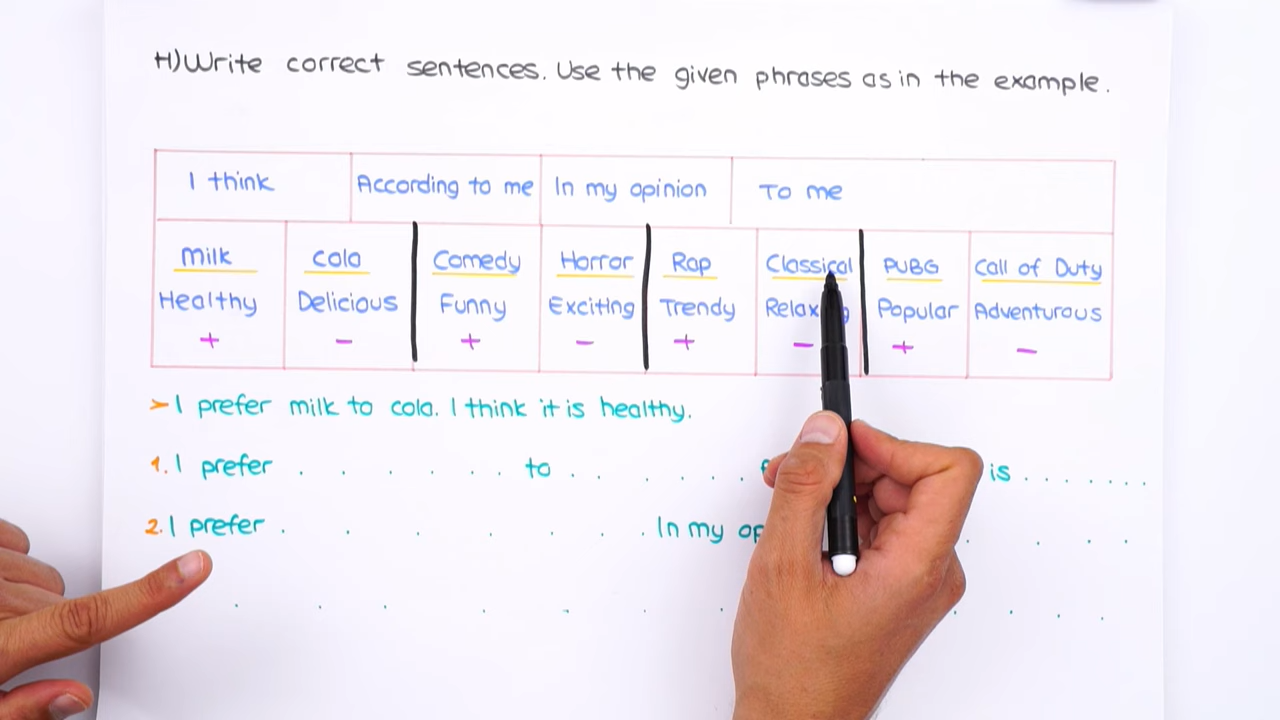 H) Write correct sentences. Use the given phrases as in the example.
I think According to me In my opinion To me
Milk Cola Comedy Horror Rap Classical PUBG Call of Duty
Healthy Delicious Funny Exciting Trendy Popular Adventurous
+ - + - + - + -
➢ I prefer milk to cola. I think it is healthy.
1. I prefer . . . . . . to . . . . . is . . . . . . .
2. I prefer . . . . . . . In my . . .
. . . . . . . . . . .